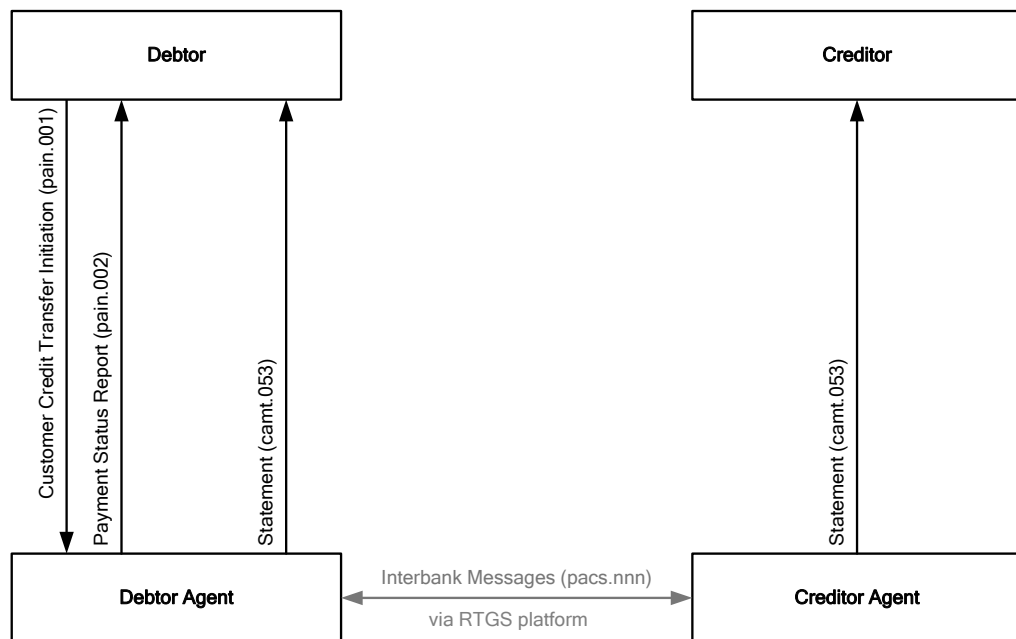 Debtor
Creditor
Customer Credit Transfer Initiation (pain.001)
Payment Status Report (pain.002)
Statement (camt.053)
Statement (camt.053)
Debtor Agent
Interbank Messages (pacs.nnn)
via RTGS platform
Creditor Agent